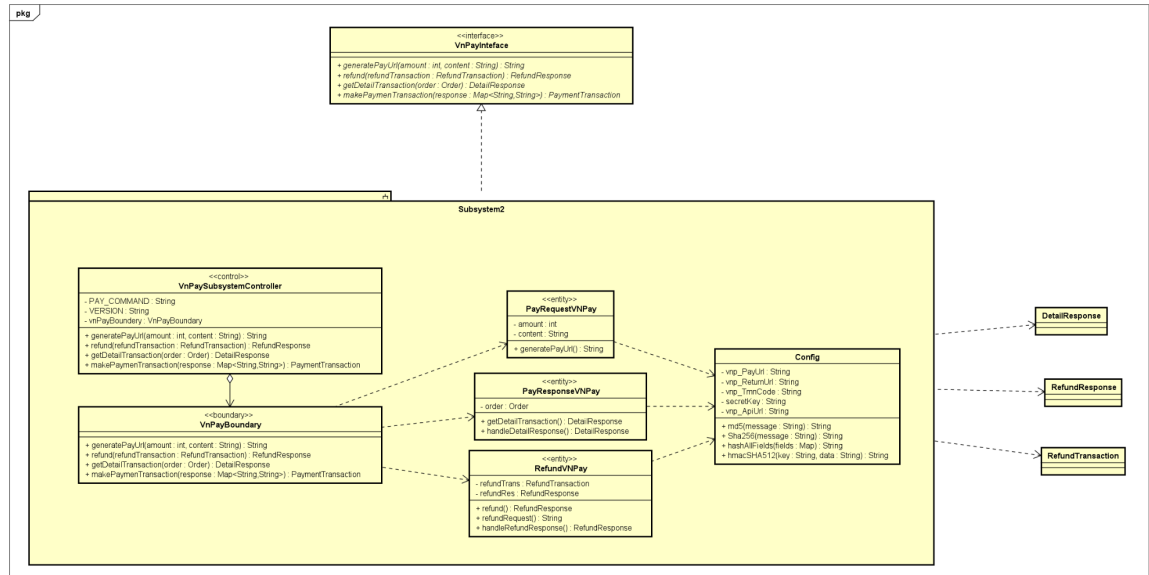 pkg
<<interface>>
VnPayInteface
+ generatePayUrl(amount : int, content : String) : String
+ refund(refundTransaction : RefundTransaction) : RefundResponse
+ getDetailTransaction(order : Order) : DetailResponse
+ makePaymenTransaction(response : Map<String,String>) : PaymentTransaction
Subsystem2
<<control>>
VnPaySubsystemController
- PAY_COMMAND : String
- VERSION : String
- vnPayBoundery : VnPayBoundary
+ generatePayUrl(amount : int, content : String) : String
+ refund(refundTransaction : RefundTransaction) : RefundResponse
+ getDetailTransaction(order : Order) : DetailResponse
+ makePaymenTransaction(response : Map<String,String>) : PaymentTransaction
<<boundary>>
VnPayBoundary
+ generatePayUrl(amount : int, content : String) : String
+ refund(refundTransaction : RefundTransaction) : RefundResponse
+ getDetailTransaction(order : Order) : DetailResponse
+ makePaymenTransaction(response : Map<String,String>) : PaymentTransaction
<<entity>>
PayRequestVNPay
- amount : int
- content : String
+ generatePayUrl() : String
<<entity>>
PayResponseVNPay
- order : Order
+ getDetailTransaction() : DetailResponse
+ handleDetailResponse() : DetailResponse
<<entity>>
RefundVNPay
- refundTrans : RefundTransaction
- refundRes : RefundResponse
+ refund() : RefundResponse
+ refundRequest() : String
+ handleRefundResponse() : RefundResponse
Config
- vnp_PayUrl : String
- vnp_ReturnUrl : String
- vnp_TmnCode : String
- secretKey : String
- vnp_ApiUrl : String
+ md5(message : String) : String
+ Sha256(message : String) : String
+ hashAllFields(fields : Map) : String
+ hmacSHA512(key : String, data : String) : String
DetailResponse
RefundResponse
RefundTransaction